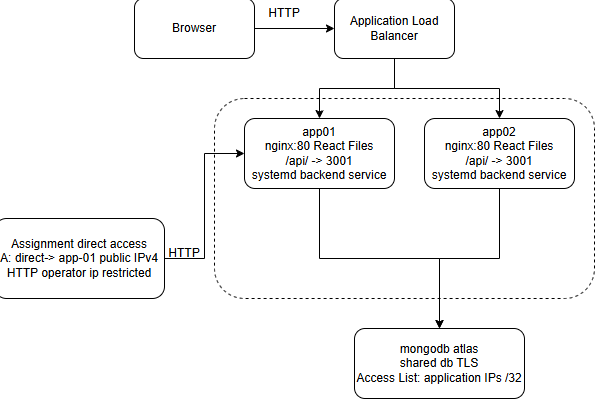 Browser
HTTP
Application Load
Balancer
app01
nginx:80 React Files
/api/ -> 3001
systemd backend service
app02
nginx:80 React Files
/api/ -> 3001
systemd backend service
Assignment direct access
A: direct-> app-01 public IPv4
HTTP operator ip restricted
HTTP
mongodb atlas
shared db TLS
Access List: application IPs /32